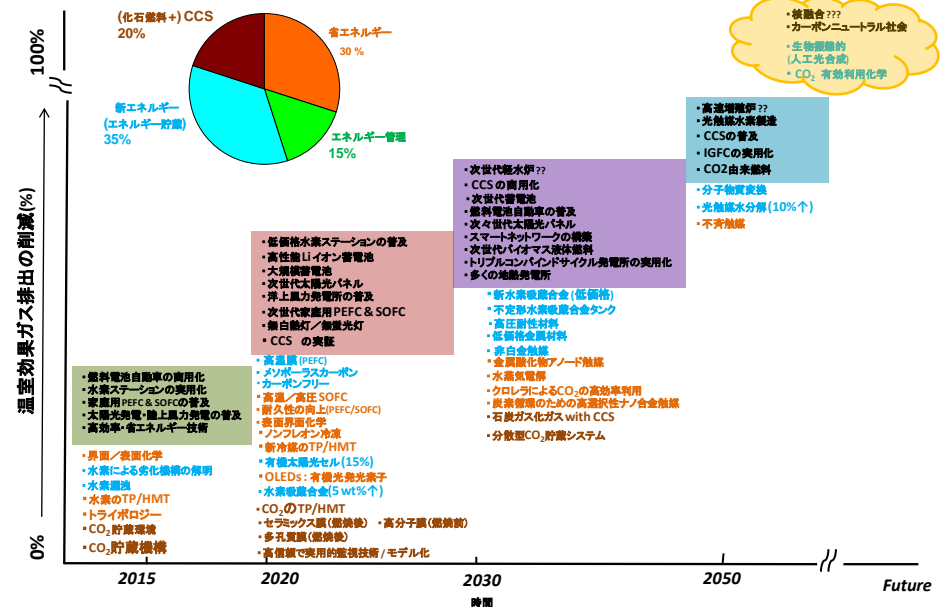 (化石燃料+) CCS
20%
省エネルギー
30 %
新エネルギー
(エネルギー貯蔵)
35%
エネルギー管理
15%
・核融合???
・カーボンニュートラル社会
・生物擬態的
(人工光合成)
・CO2 有効利用化学
100%
温室効果ガス排出の削減(%)
0%
・高速増殖炉??
・光触媒水素製造
・CCSの普及
・IGFCの実用化
・CO2由来燃料
・分子物質変換
・光触媒水分解(10%↑)
・不斉触媒
・次世代軽水炉??
・CCSの商用化
・次世代蓄電池
・燃料電池自動車の普及
・次々世代太陽光パネル
・スマートネットワークの構築
・次世代バイオマス液体燃料
・トリプルコンバインドサイクル発電所の実用化
・多くの地熱発電所
・新水素吸蔵合金(低価格)
・不定形水素吸蔵合金タンク
・高圧耐性材料
・低価格金属材料
・非白金触媒
・金属酸化物アノード触媒
・水蒸気電解
・クロレラによるCO2の高効率利用
・炭素循環のための高選択性ナノ合金触媒
・石炭ガス化ガス with CCS
・分散型CO2貯蔵システム
・低価格水素ステーションの普及
・高性能Liイオン蓄電池
・大規模蓄電池
・次世代太陽光パネル
・洋上風力発電所の普及
・次世代家庭用PEFC & SOFC
・無白熱灯/無蛍光灯
・CCS の実証
・高温膜(PEFC)
・メソポーラスカーボン
・カーボンフリー
・高温/高圧SOFC
・耐久性の向上(PEFC/SOFC)
・表面界面化学
・ノンフレオン冷凍
・新冷媒のTP/HMT
・有機太陽光セル(15%)
・OLEDs:有機光発光素子
・水素吸蔵合金(5 wt%↑)
・CO2のTP/HMT
・セラミックス膜(燃焼後) ・高分子膜(燃焼前)
・多孔質膜(燃焼後)
・高信頼で実用的監視技術/モデル化
・燃料電池自動車の商用化
・水素ステーションの実用化
・家庭用PEFC & SOFCの普及
・太陽光発電・陸上風力発電の普及
・高効率・省エネルギー技術
・界面/表面化学
・水素による劣化機構の解明
・水素漏洩
・水素のTP/HMT
・トライボロジー
・CO2貯蔵環境
・CO2貯蔵機構
2015
2020
2030
2050
Future
時間